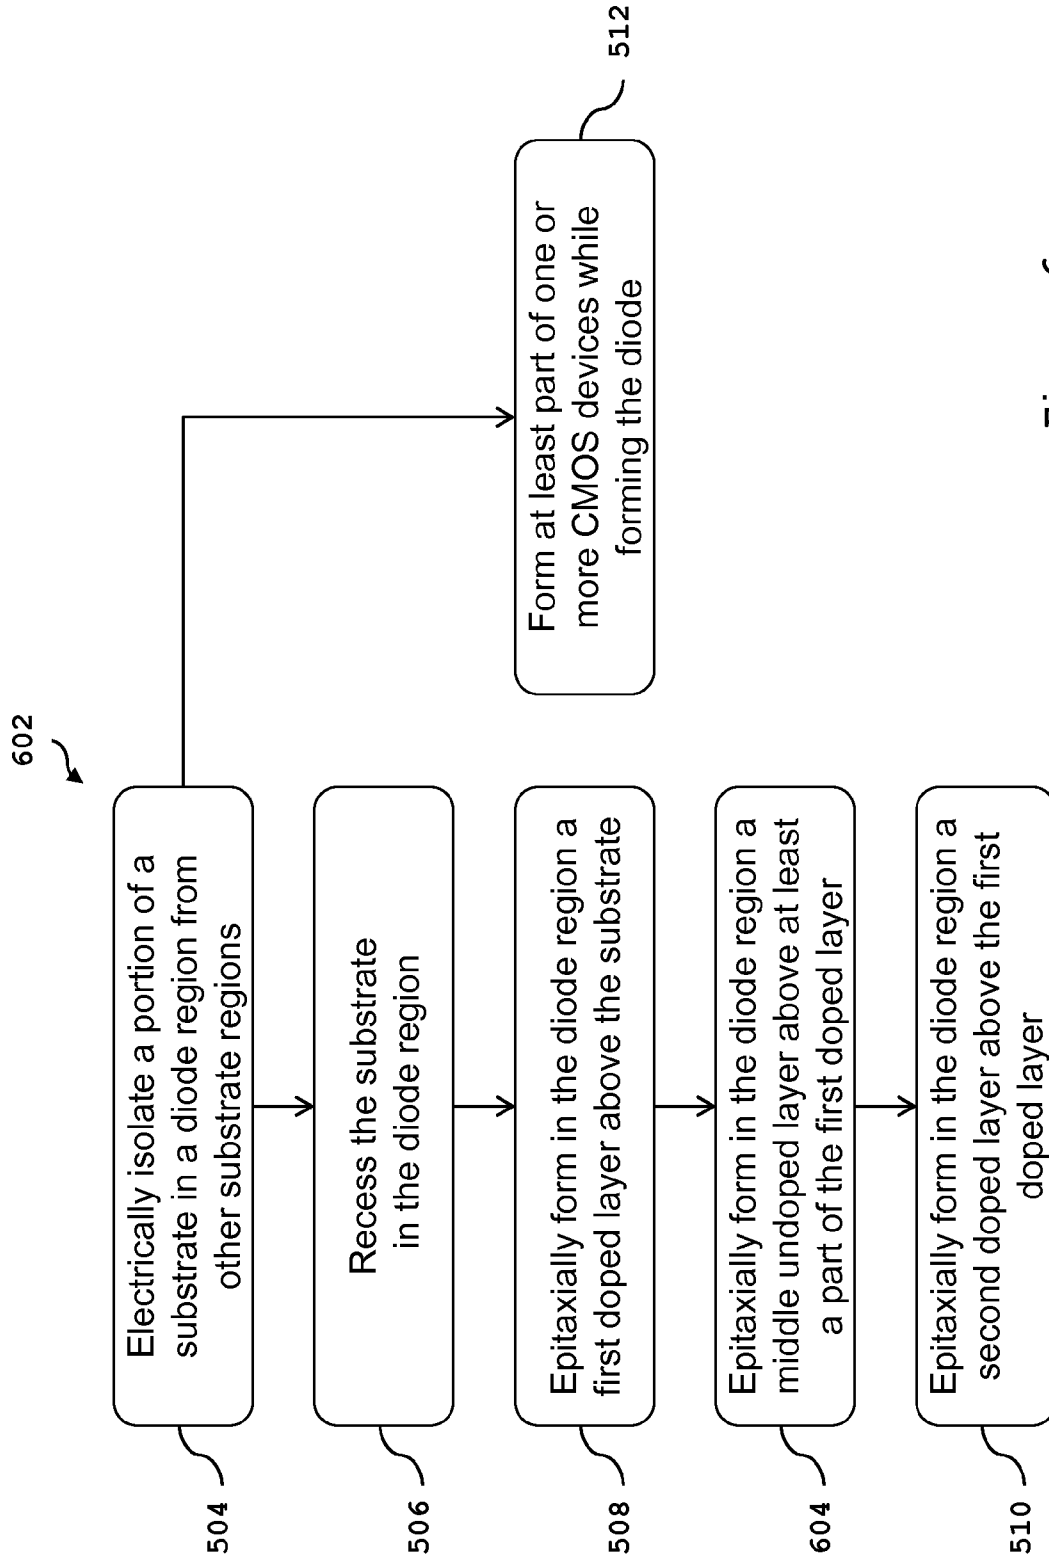 602
504
Electrically isolate a portion of a
substrate in a diode region from
other substrate regions
506
Recess the substrate
in the diode region
508
Epitaxially form in the diode region a
first doped layer above the substrate
604
Epitaxially form in the diode region a
middle undoped layer above at least
a part of the first doped layer
510
Epitaxially form in the diode region a
second doped layer above the first
doped layer
Form at least part of one or
more CMOS devices while
forming the diode
512